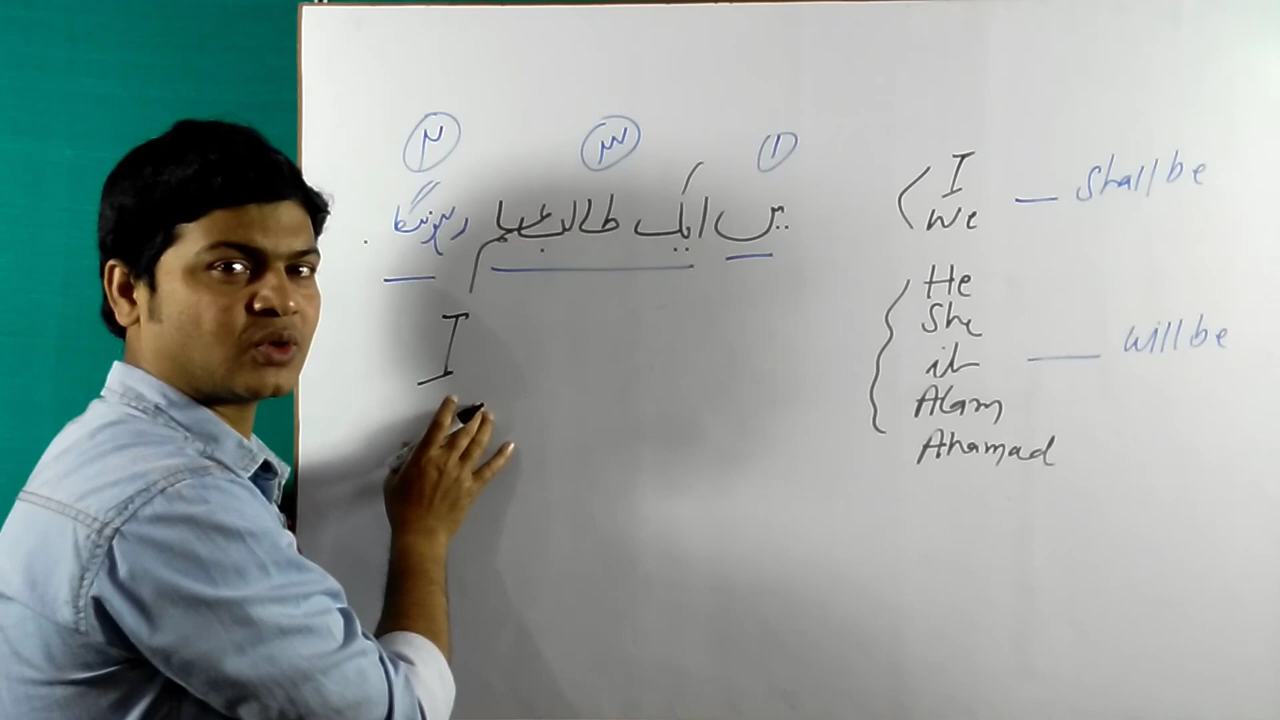 ۲ ۳ ۱
میں ایک طالب علم رہونگا
I
I
We
shall be
He
She
it
Alam
Ahamad
will be